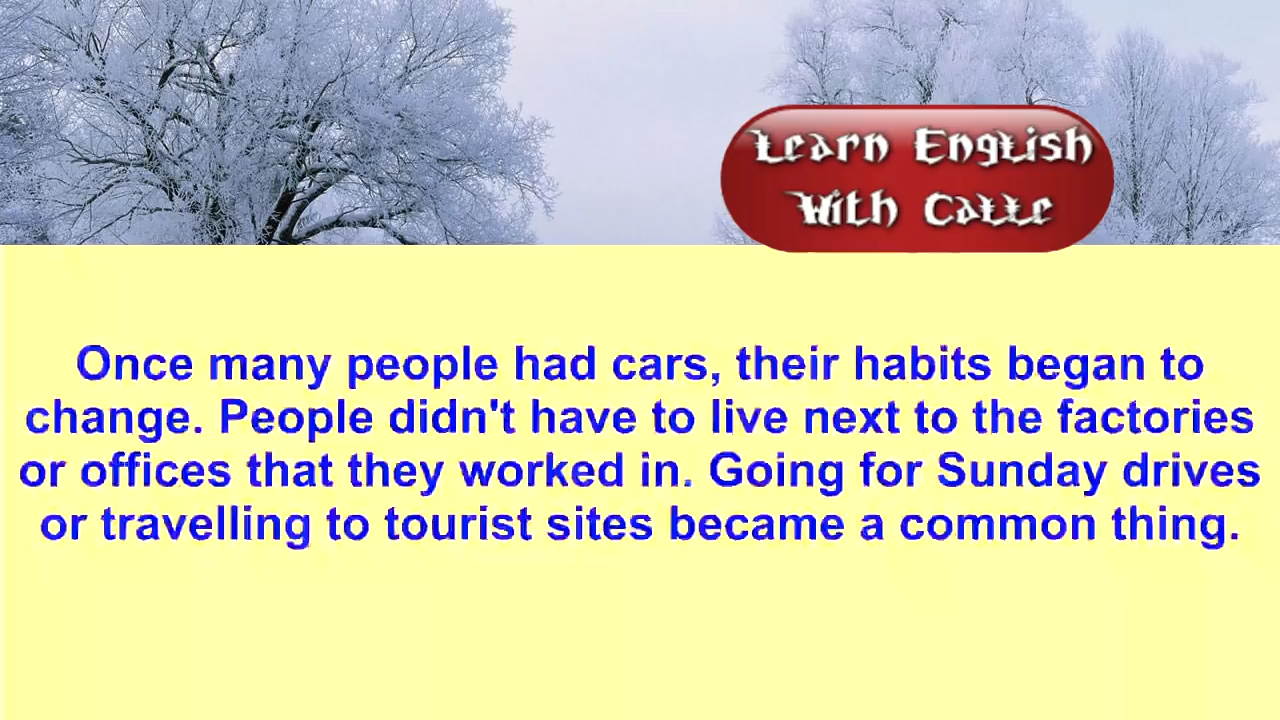 Learn English
With
Once many people had cars, their habits began to
change. People didn't have to live next to the factories
or offices that they worked in. Going for Sunday drives
or travelling to tourist sites became a common thing.